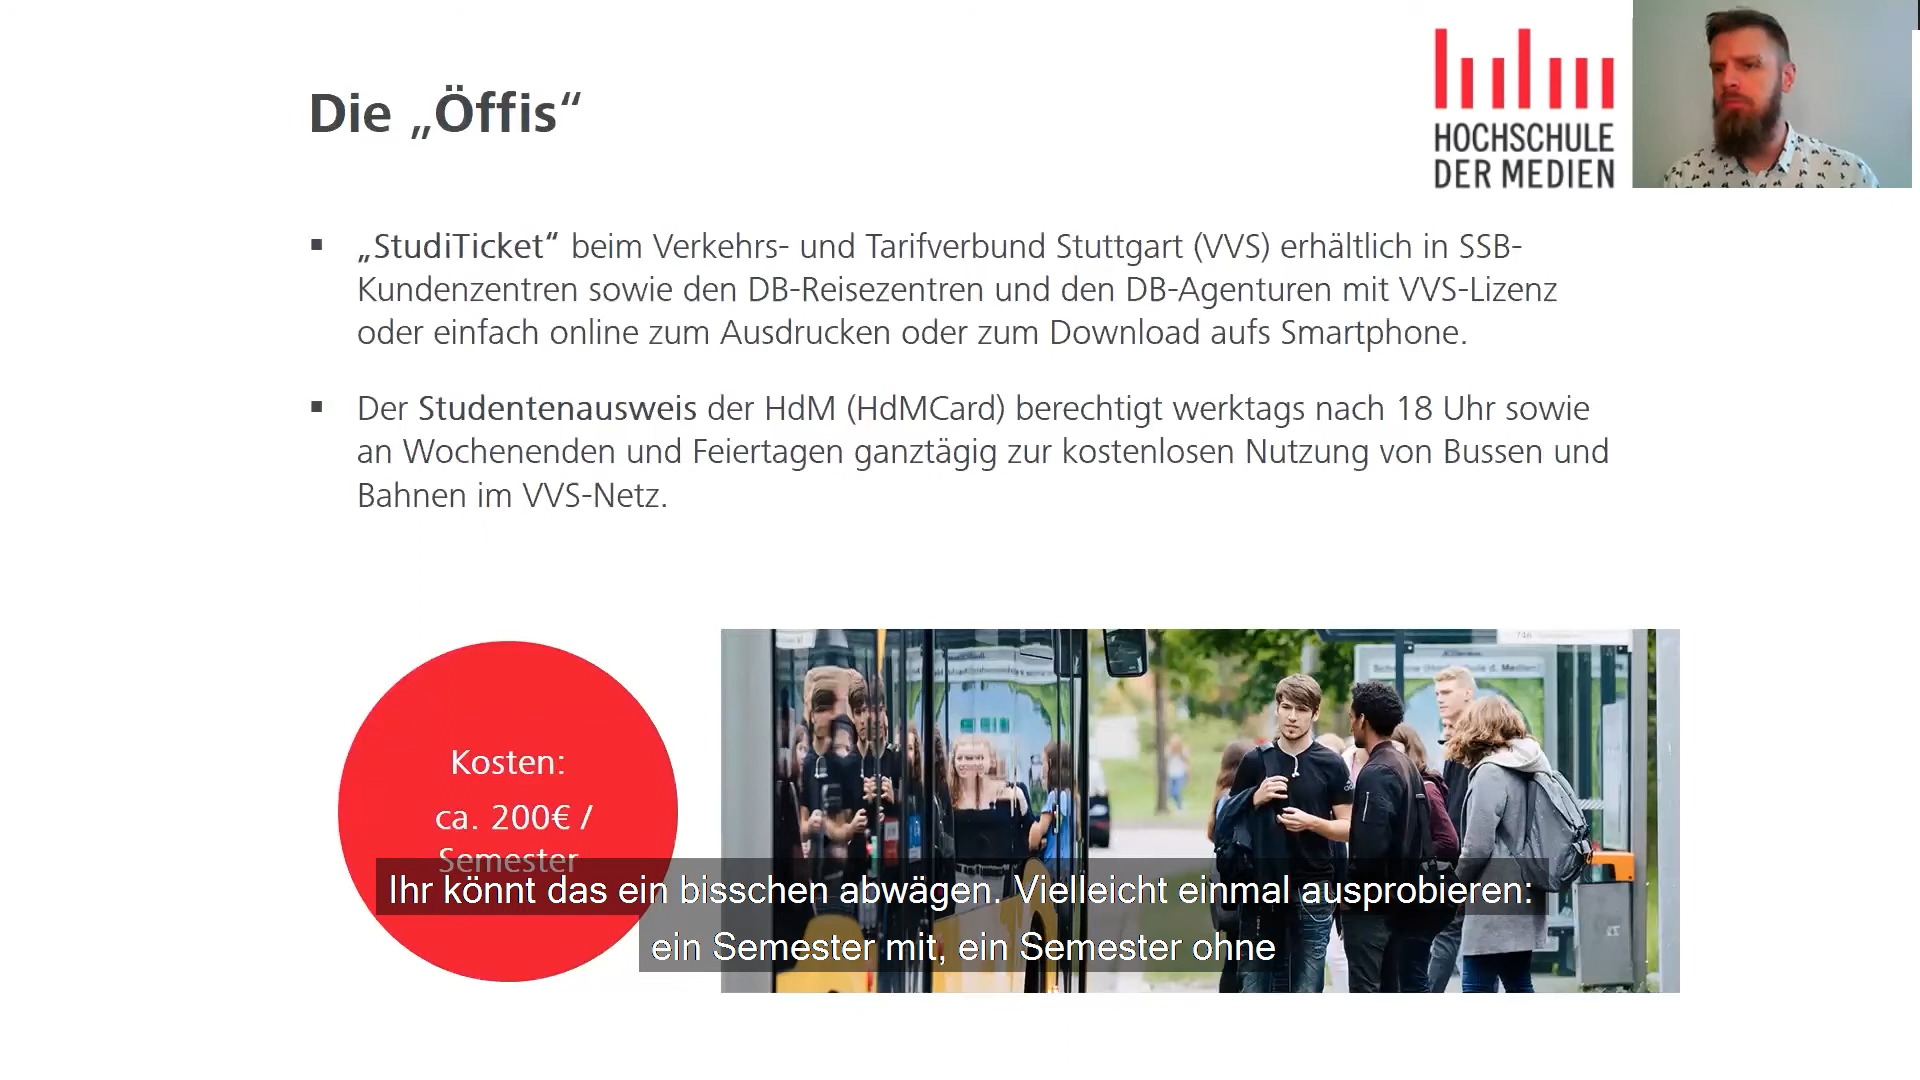 Die „Öffis“
HOCHSCHULE
DER MEDIEN
▪ „StudiTicket“ beim Verkehrs- und Tarifverbund Stuttgart (VVS) erhältlich in SSB-
Kundenzentren sowie den DB-Reisezentren und den DB-Agenturen mit VVS-Lizenz
oder einfach online zum Ausdrucken oder zum Download aufs Smartphone.
▪ Der Studentenausweis der HdM (HdMCard) berechtigt werktags nach 18 Uhr sowie
an Wochenenden und Feiertagen ganztägig zur kostenlosen Nutzung von Bussen und
Bahnen im VVS-Netz.
Kosten:
ca. 200€ /
Semester
Ihr könnt das ein bisschen abwägen. Vielleicht einmal ausprobieren:
ein Semester mit, ein Semester ohne